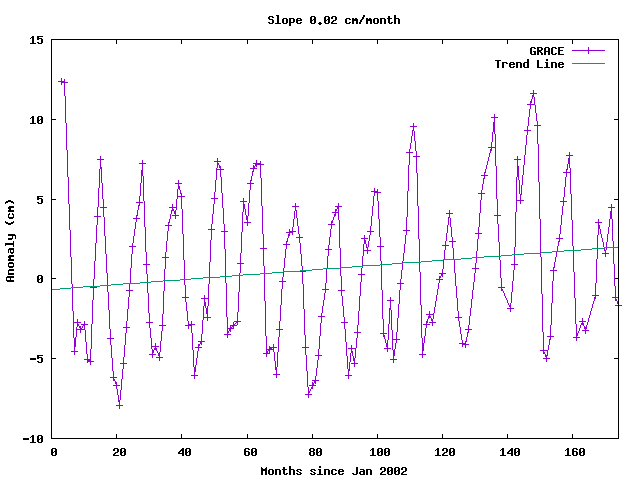 Slope 0.02 cm/month
15
GRACE
Trend Line
10
5
0
-5
-10
Anomaly (cm)
0 20 40 60 80 100 120 140 160
Months since Jan 2002